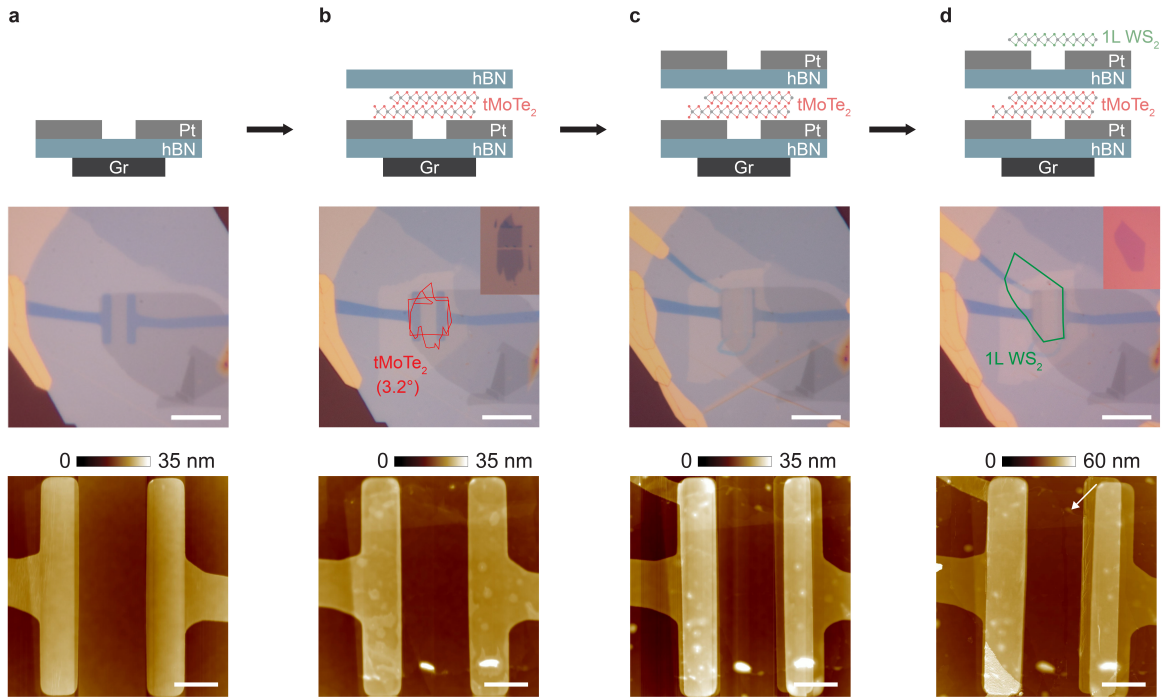 a
Pt
hBN
Gr
0 35 nm
b
hBN
tMoTe₂
Pt
hBN
Gr
tMoTe₂
(3.2°)
0 35 nm
c
Pt
hBN
tMoTe₂
Pt
hBN
Gr
0 35 nm
d
1L WS₂
Pt
hBN
tMoTe₂
Pt
hBN
Gr
1L WS₂
0 60 nm